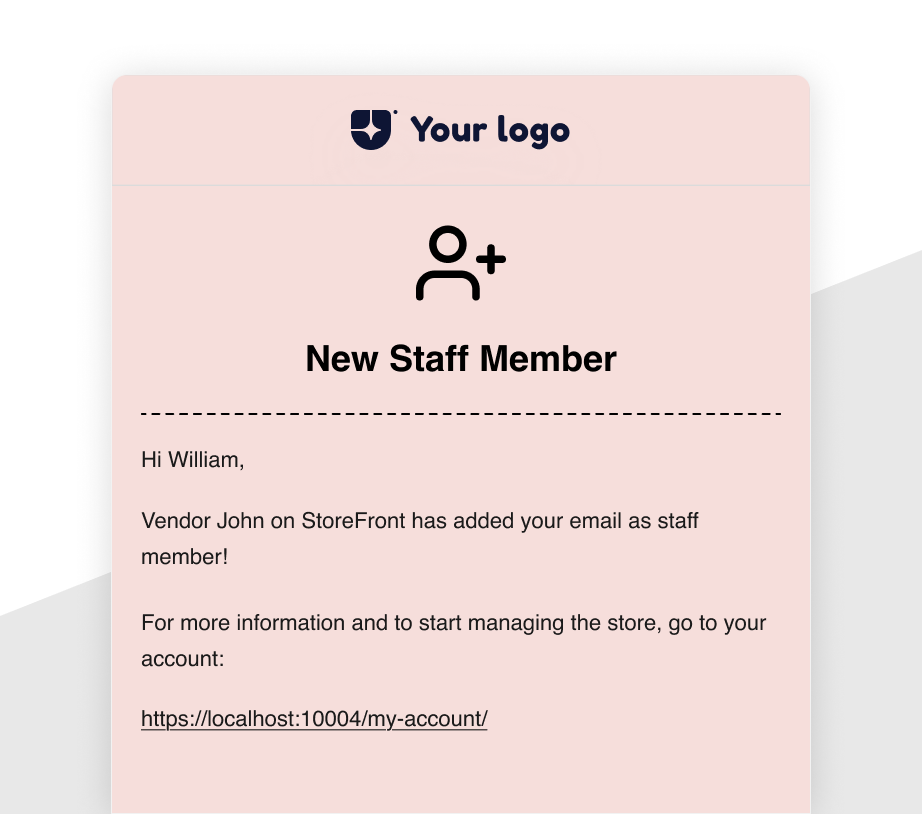 Your logo
New Staff Member
Hi William,
Vendor John on StoreFront has added your email as staff
member!
For more information and to start managing the store, go to your
account:
https://localhost:10004/my-account/